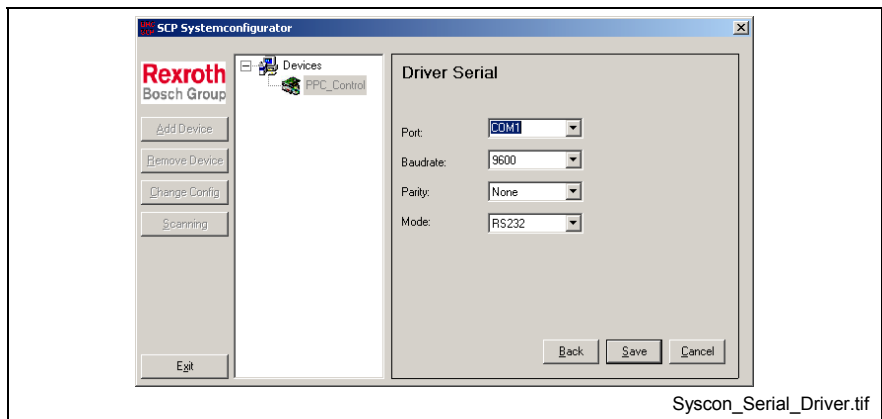 SCP Systemconfigurator
Rexroth
Bosch Group
Add Device
Remove Device
Change Config
Scanning
Exit
Devices
PPC_Control
Driver Serial
Port: COM1
Baudrate: 9600
Parity: None
Mode: RS232
Back Save Cancel
Syscon_Serial_Driver.tif